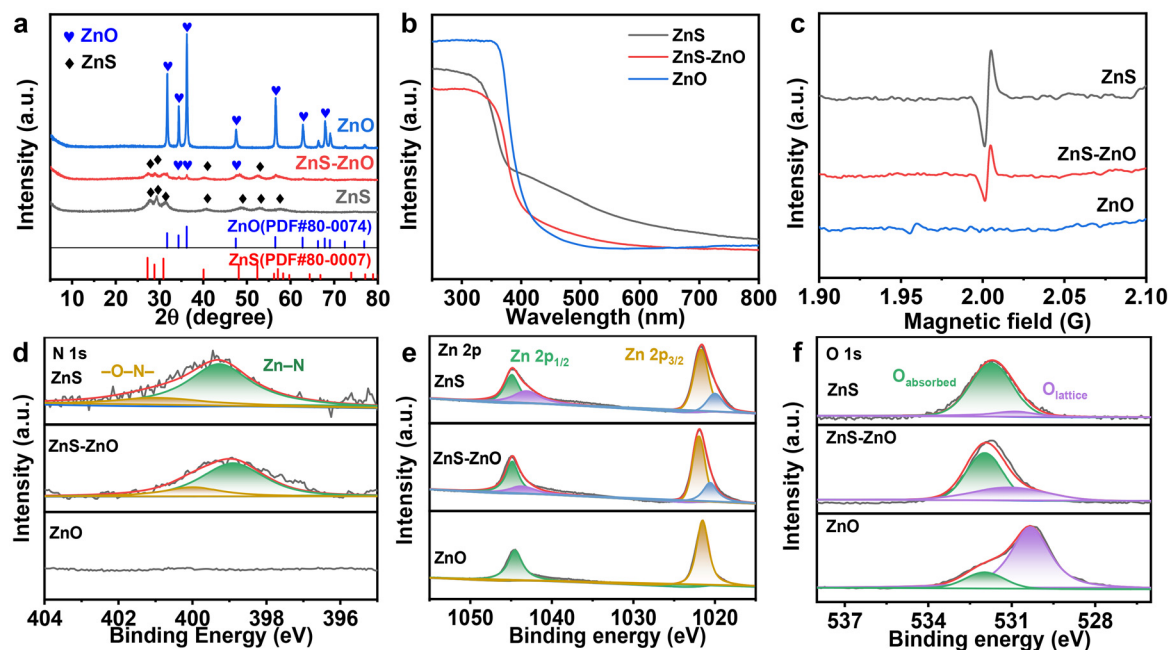 a
♥ ZnO
♦ ZnS
ZnO
ZnS-ZnO
ZnS
ZnO(PDF#80-0074)
ZnS(PDF#80-0007)
10 20 30 40 50 60 70 80
2θ (degree)
Intensity (a.u.)
b
ZnS
ZnS-ZnO
ZnO
300 400 500 600 700 800
Wavelength (nm)
Intensity (a.u.)
c
ZnS
ZnS-ZnO
ZnO
1.90 1.95 2.00 2.05 2.10
Magnetic field (G)
Intensity (a.u.)
d
N 1s
ZnS
–O–N–
Zn–N
ZnS-ZnO
ZnO
404 402 400 398 396
Binding Energy (eV)
Intensity (a.u.)
e
Zn 2p
Zn 2p1/2
Zn 2p3/2
ZnS
ZnS-ZnO
ZnO
1050 1040 1030 1020
Binding energy (eV)
Intensity (a.u.)
f
O 1s
ZnS
Oabsorbed
Olattice
ZnS-ZnO
ZnO
537 534 531 528
Binding energy (eV)
Intensity (a.u.)